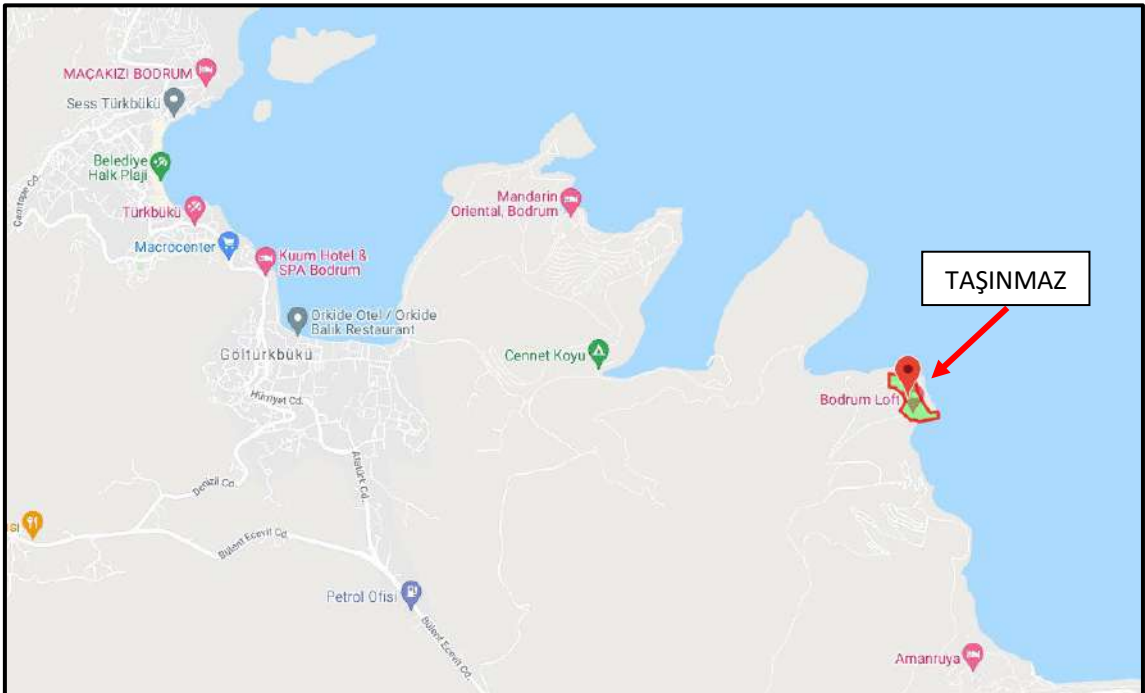 MAÇAKIZI BODRUM
Sess Türkbükü
Belediye
Halk Plajı
Türkbükü
Macrocenter
Kuum Hotel &
SPA Bodrum
Mandarin
Oriental, Bodrum
TAŞINMAZ
Orkide Otel / Orkide
Balık Restaurant
Göltürkbükü
Cennet Koyu
Bodrum Loft
Hürriyet Cd.
Atatürk Cd.
Denizil Cd.
Bülent Ecevit Cd.
Petrol Ofisi
Bülent Ecevit Cd.
Amanruya